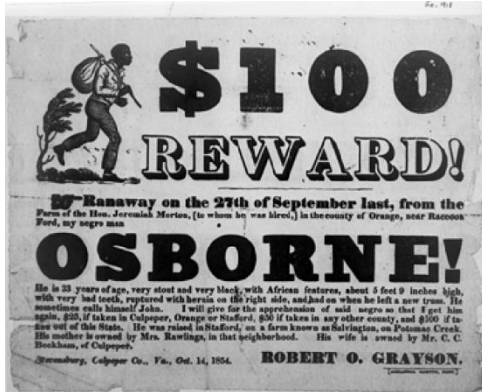 $100
REWARD!
Ranaway on the 27th of September last, from the
Farm of the Hon. Jeremiah Morton, [to whom he was hired,] in the county of Orange, near Raccoon
Ford, my negro man
OSBORNE!
He is 33 years of age, very stout and very black, with African features, about 5 feet 9 inches high,
with very bad teeth, ruptured with hernia on the right side, and had on when he left a new truss. He
sometimes calls himself John. I will give for the apprehension of said negro so that I get him
again, $25, if taken in Culpeper, Orange or Stafford, $50 if taken in any other county, and $100 if ta-
ken out of this State. He was raised in Stafford, on a farm known as Salvington, on Potomac Creek.
His mother is owned by Mrs. Rawlings, in that neighborhood. His wife is owned by Mr. C. C.
Beckham, of Culpeper.
Stevensburg, Culpeper Co., Va., Oct. 14, 1854.
ROBERT O. GRAYSON.